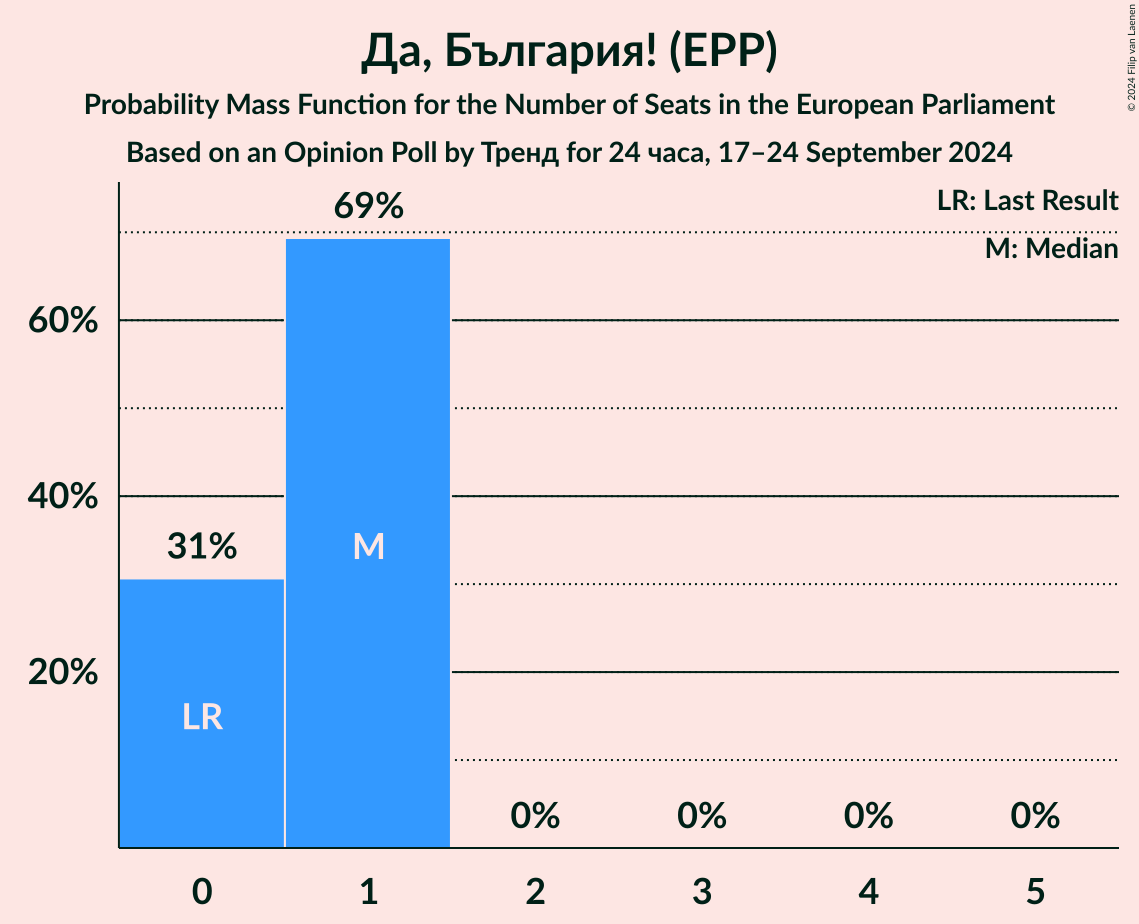 Да, България! (EPP)
Probability Mass Function for the Number of Seats in the European Parliament
Based on an Opinion Poll by Тренд for 24 часа, 17–24 September 2024
© 2024 Filip van Laenen
LR: Last Result
M: Median
69%
60%
40%
31%
M
20%
LR
0% 0% 0% 0%
0 1 2 3 4 5